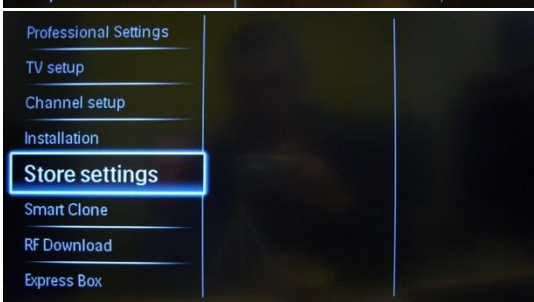 Professional Settings
TV setup
Channel setup
Installation
Store settings
Smart Clone
RF Download
Express Box